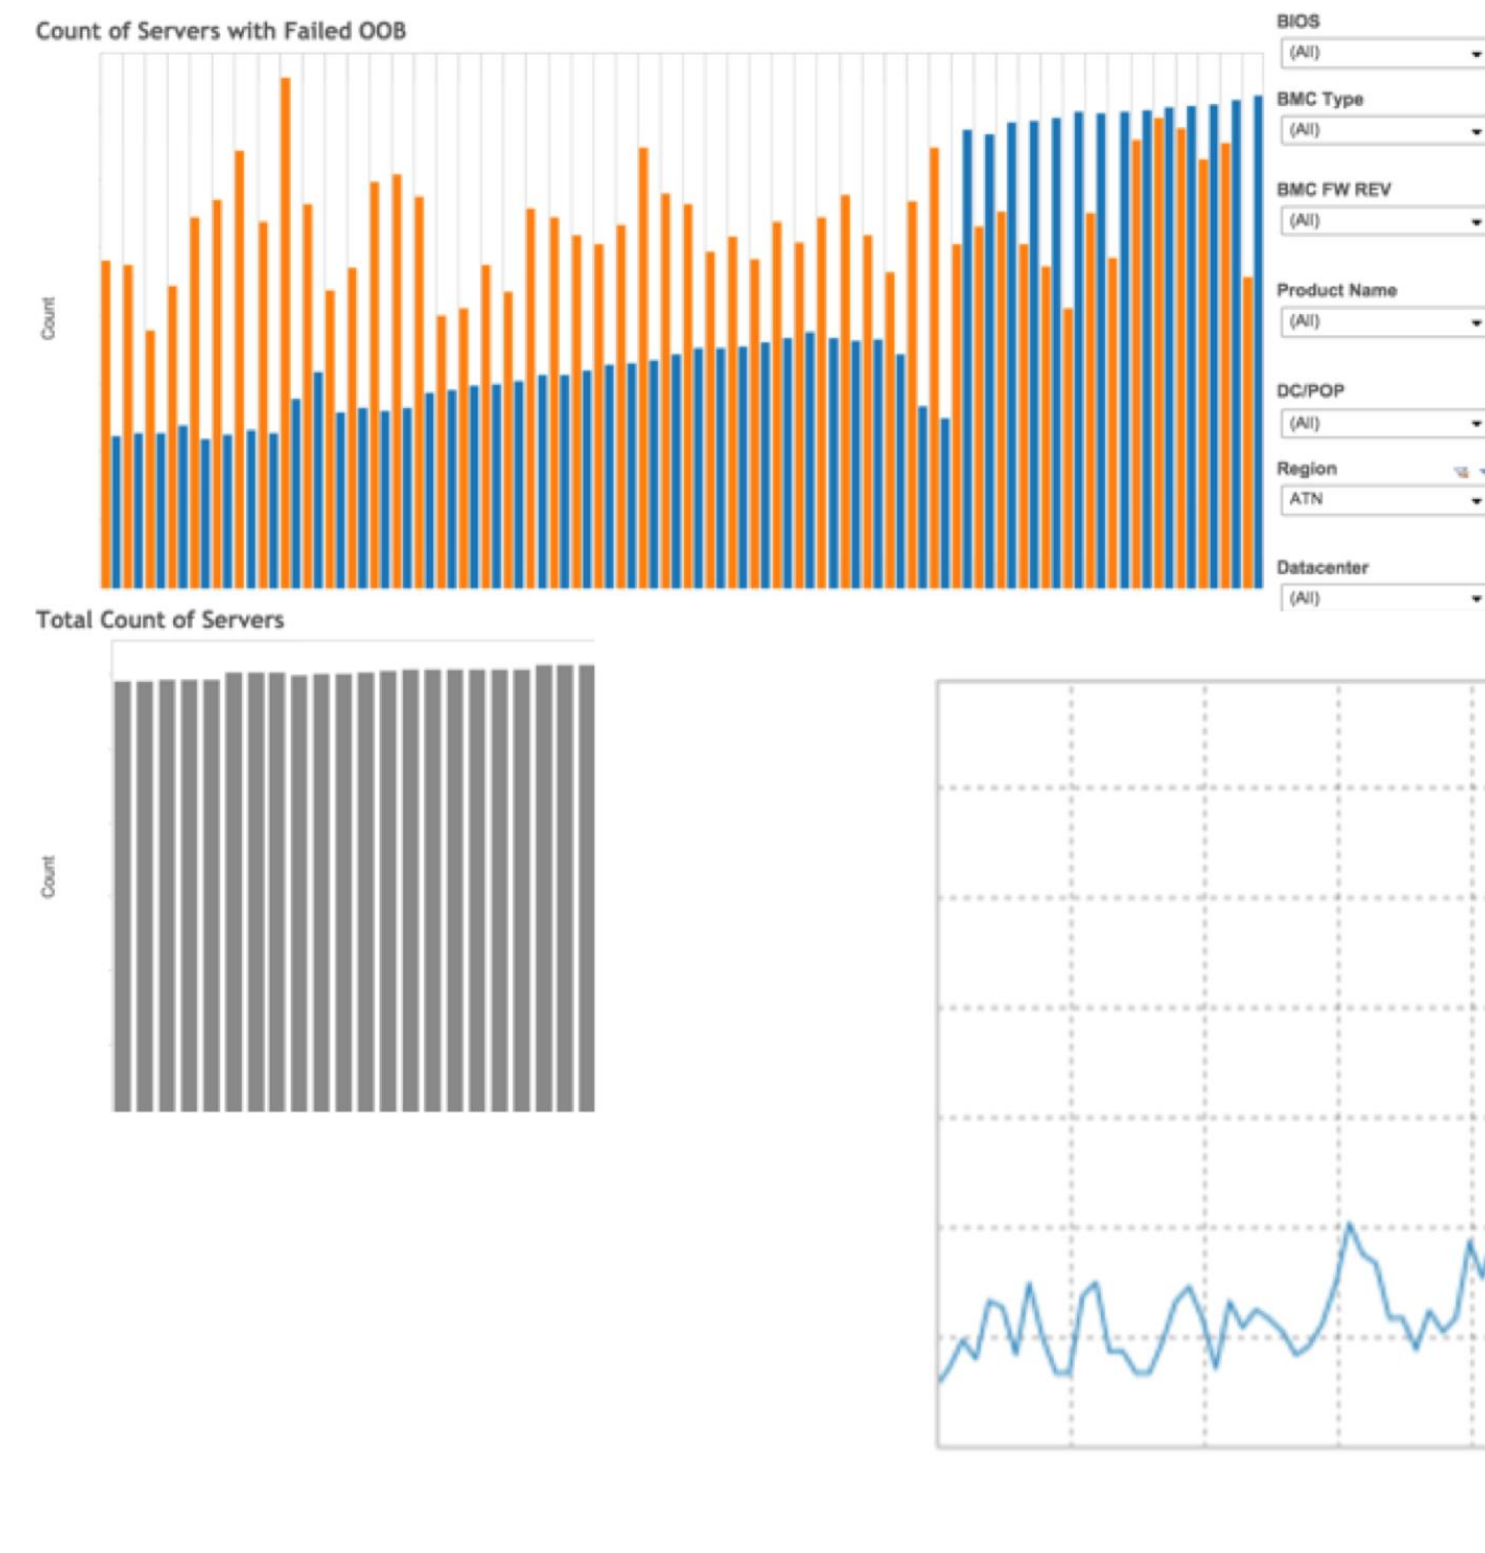 Count of Servers with Failed OOB
Count
BIOS
(All)
BMC Type
(All)
BMC FW REV
(All)
Product Name
(All)
DC/POP
(All)
Region
ATN
Datacenter
(All)
Total Count of Servers
Count